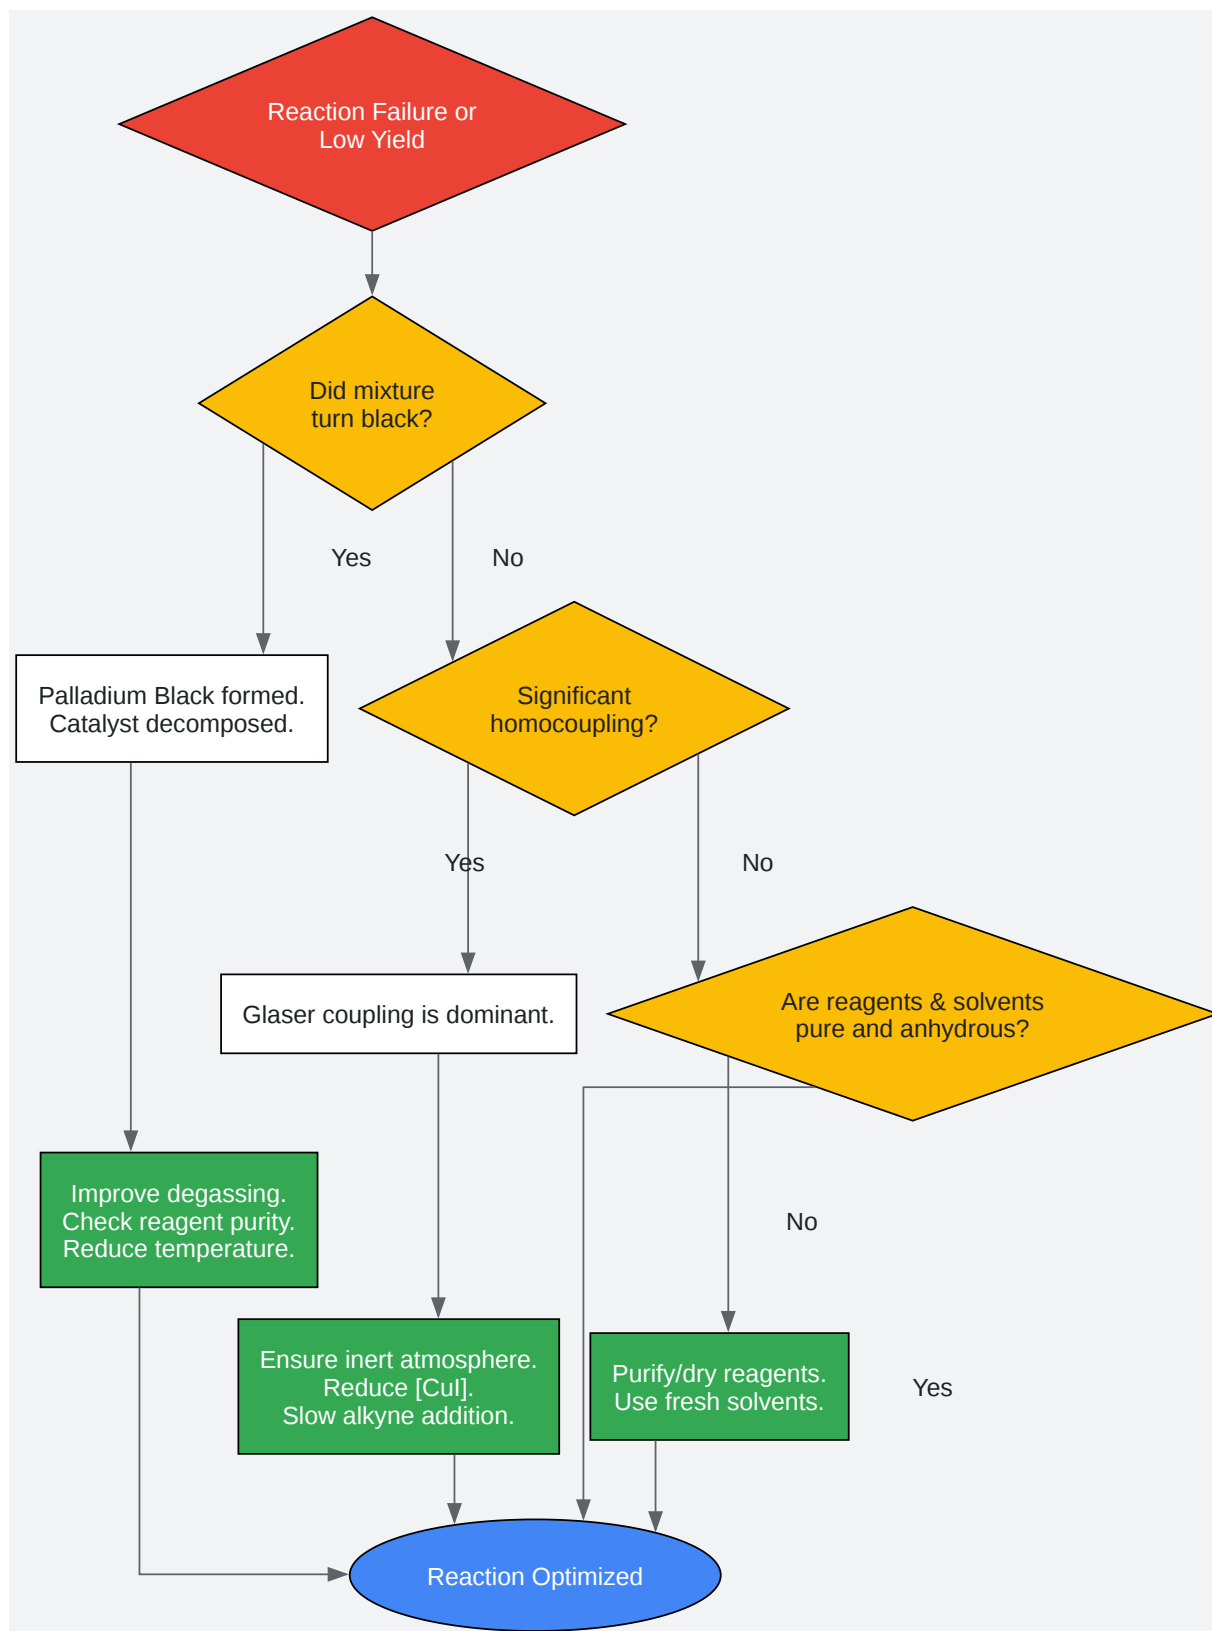 Reaction Failure or
Low Yield
Did mixture
turn black?
Yes
No
Palladium Black formed.
Catalyst decomposed.
Significant
homocoupling?
Yes
No
Glaser coupling is dominant.
Are reagents & solvents
pure and anhydrous?
Improve degassing.
Check reagent purity.
Reduce temperature.
No
Ensure inert atmosphere.
Reduce [CuI].
Slow alkyne addition.
Purify/dry reagents.
Use fresh solvents.
Yes
Reaction Optimized